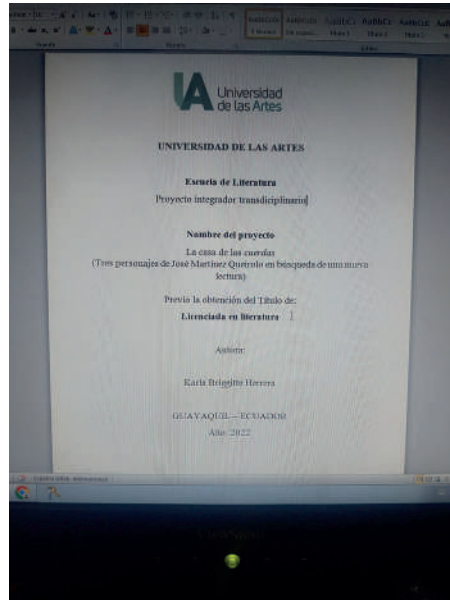 Universidad
de las Artes
UNIVERSIDAD DE LAS ARTES
Escuela de Literatura
Proyecto integrador transdiciplinario
Nombre del proyecto
La casa de las cuerdas
(Tres personajes de José Martínez Queirolo en búsqueda de una nueva
lectura)
Previo la obtención del Título de:
Licenciada en literatura
Autora:
Karla Briggitte Herrera
GUAYAQUIL – ECUADOR
Año: 2022
ViewSonic